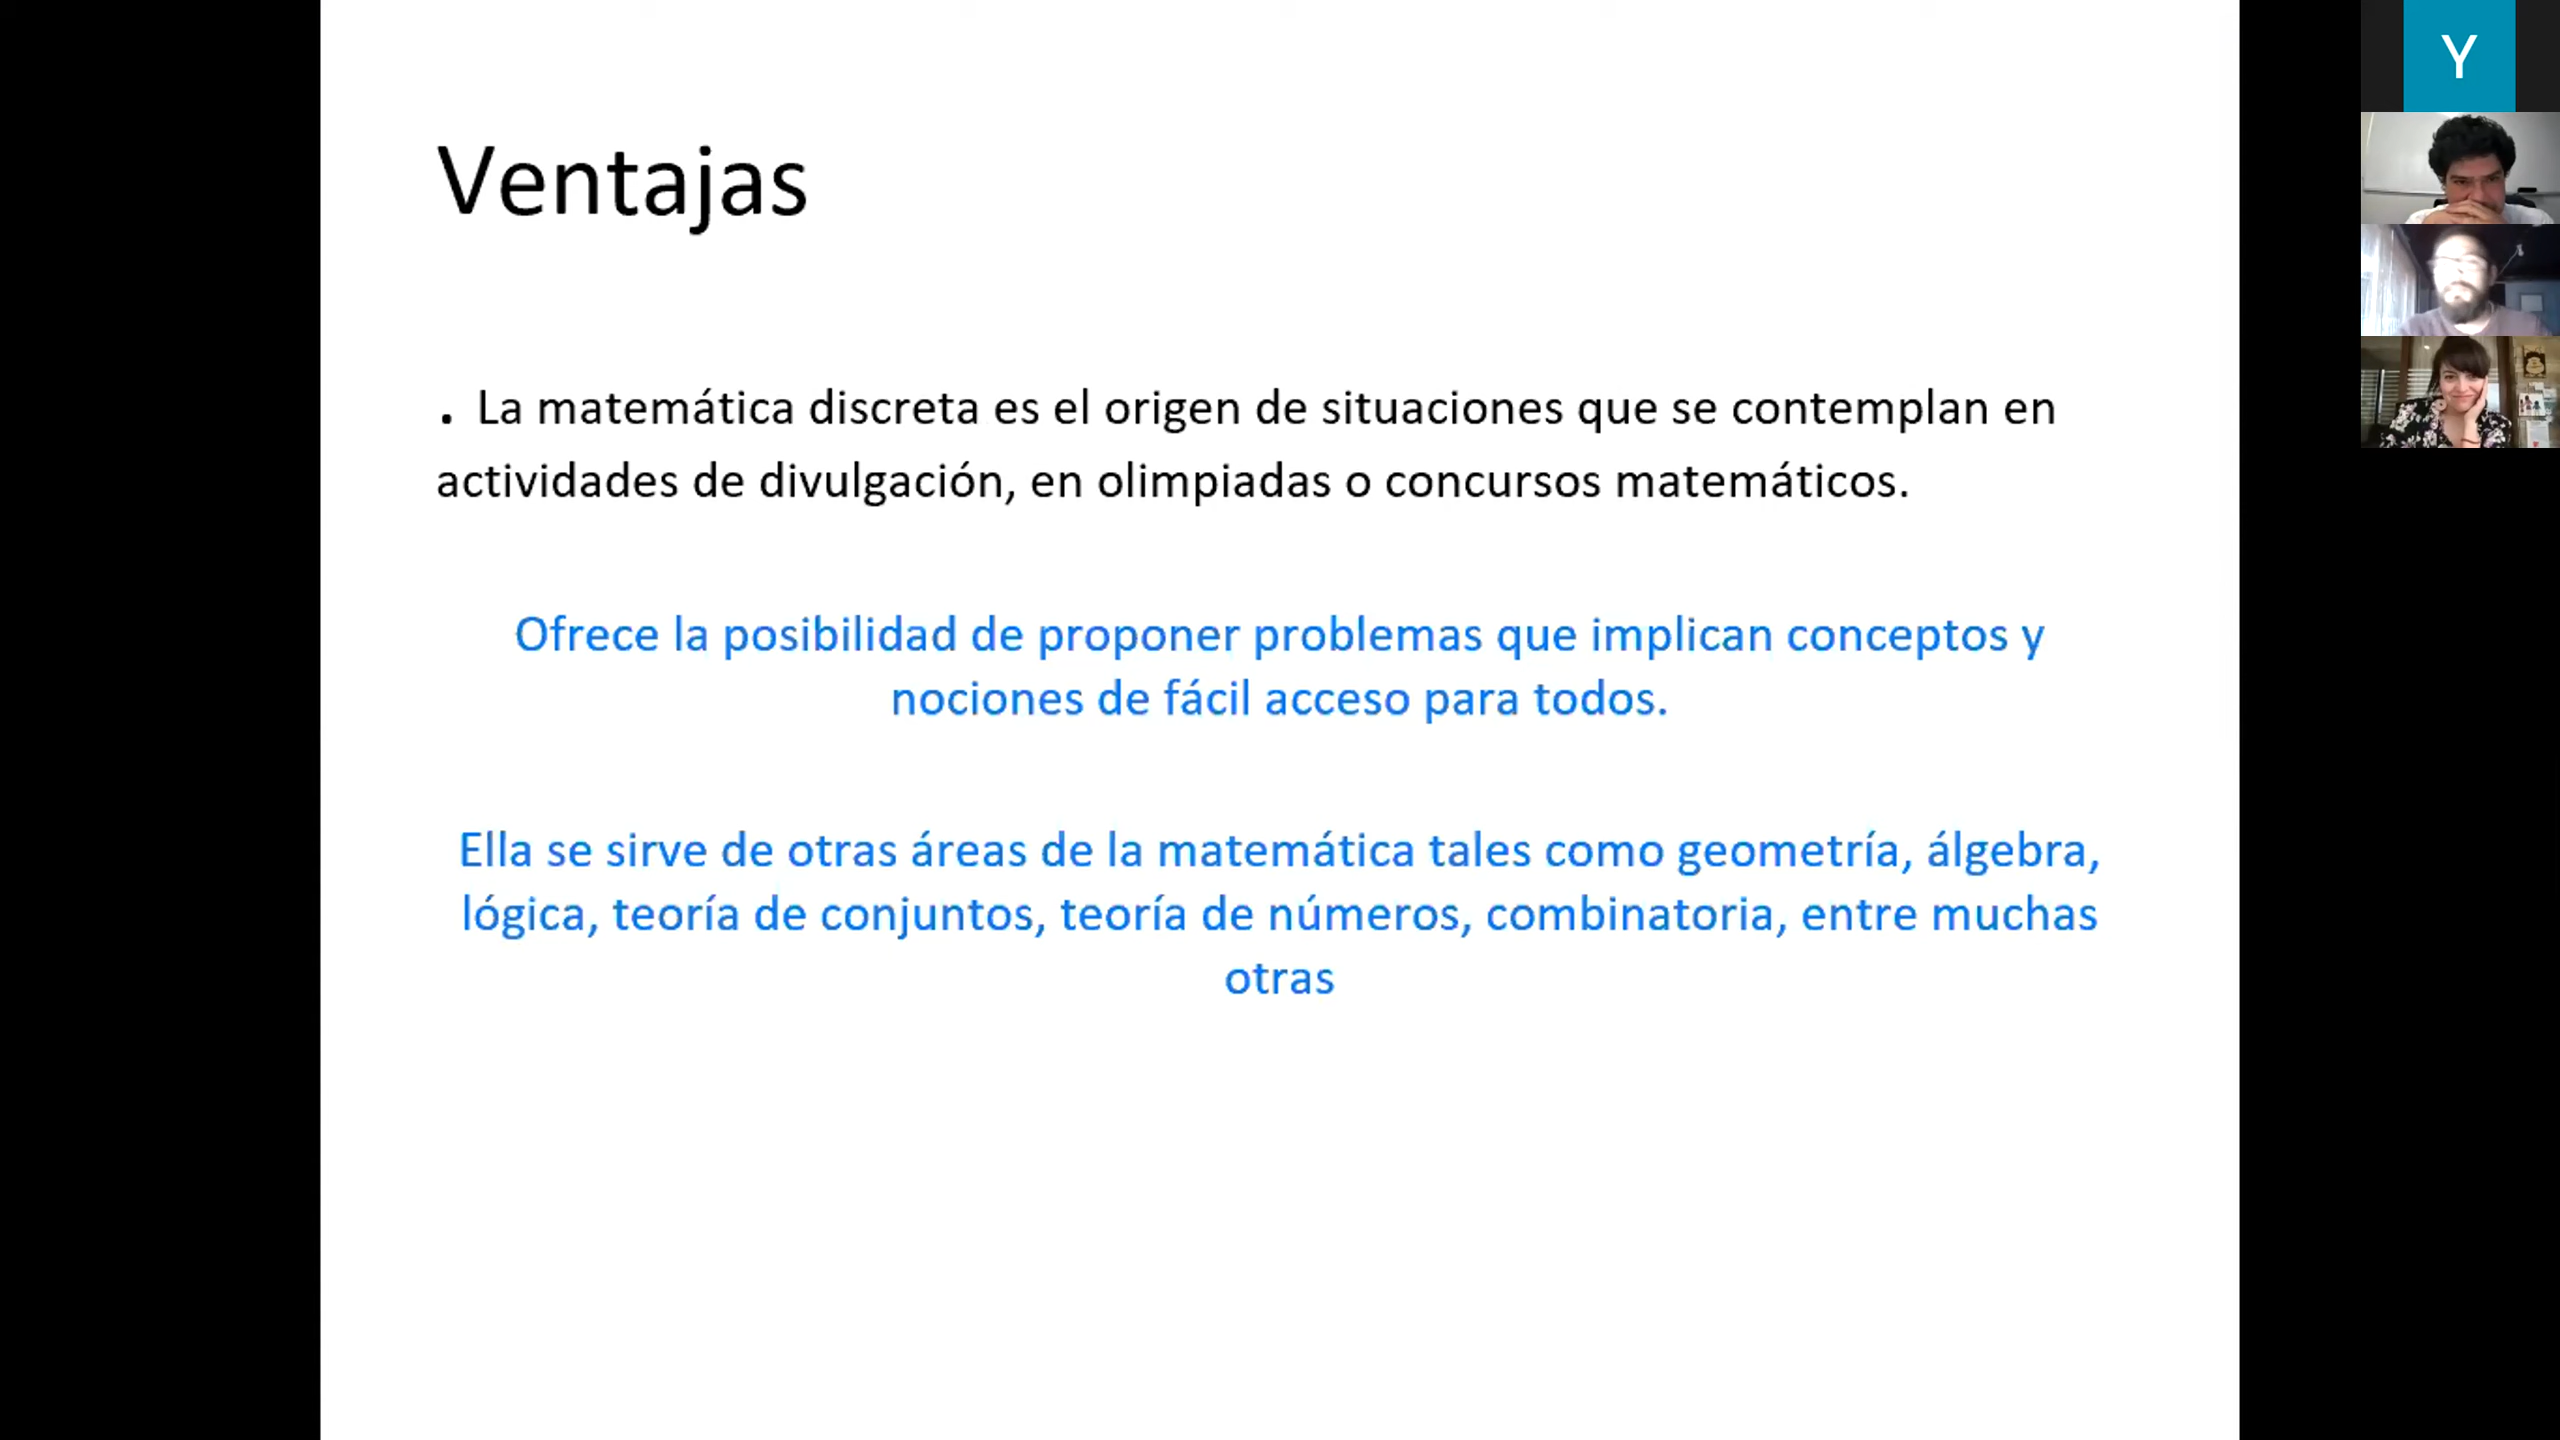 Ventajas
. La matemática discreta es el origen de situaciones que se contemplan en
actividades de divulgación, en olimpiadas o concursos matemáticos.
Ofrece la posibilidad de proponer problemas que implican conceptos y
nociones de fácil acceso para todos.
Ella se sirve de otras áreas de la matemática tales como geometría, álgebra,
lógica, teoría de conjuntos, teoría de números, combinatoria, entre muchas
otras
Y